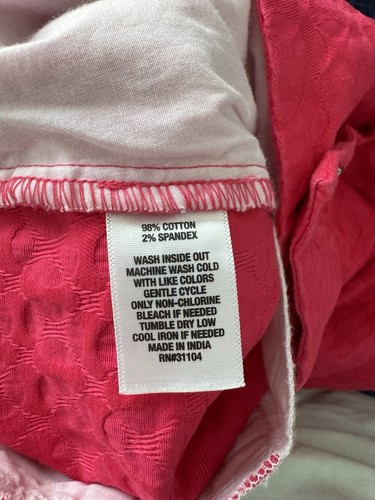 98% COTTON
2% SPANDEX
WASH INSIDE OUT
MACHINE WASH COLD
WITH LIKE COLORS
GENTLE CYCLE
ONLY NON-CHLORINE
BLEACH IF NEEDED
TUMBLE DRY LOW
COOL IRON IF NEEDED
MADE IN INDIA
RN#31104